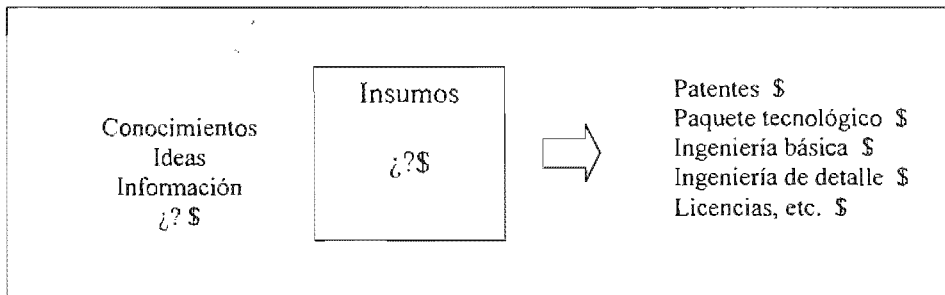 Conocimientos
Ideas
Información
¿? $
Insumos
¿?$
Patentes $
Paquete tecnológico $
Ingeniería básica $
Ingeniería de detalle $
Licencias, etc. $